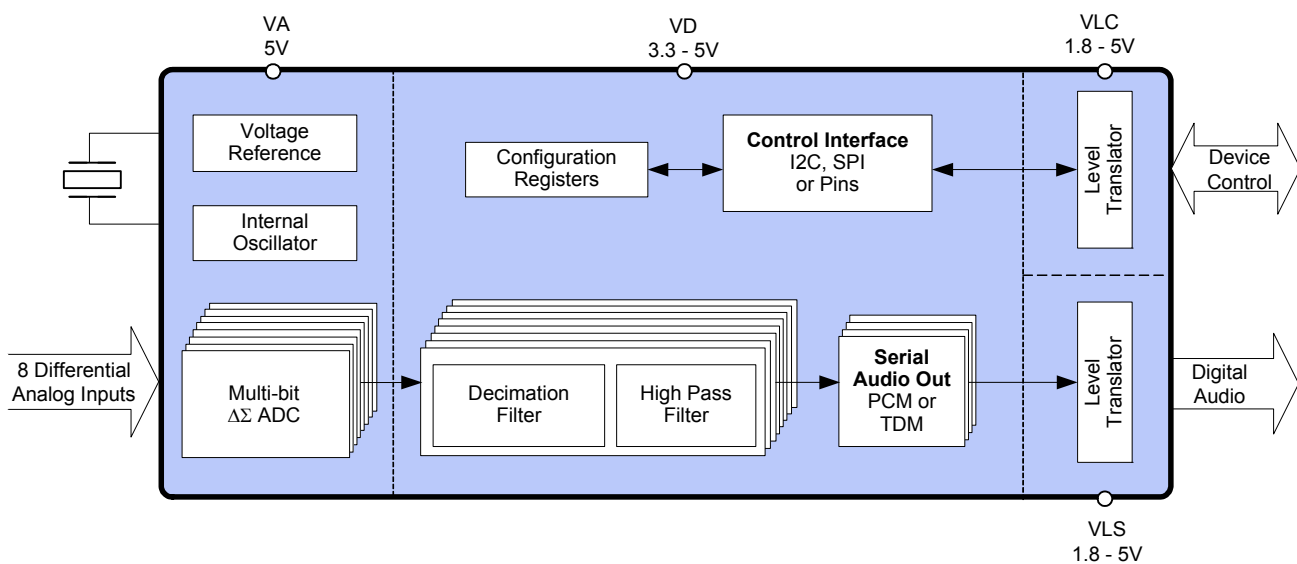 VA
5V
VD
3.3 - 5V
VLC
1.8 - 5V
Voltage
Reference
Internal
Oscillator
Configuration
Registers
Control Interface
I2C, SPI
or Pins
Level
Translator
Device
Control
8 Differential
Analog Inputs
Multi-bit
ΔΣ ADC
Decimation
Filter
High Pass
Filter
Serial
Audio Out
PCM or
TDM
Level
Translator
Digital
Audio
VLS
1.8 - 5V